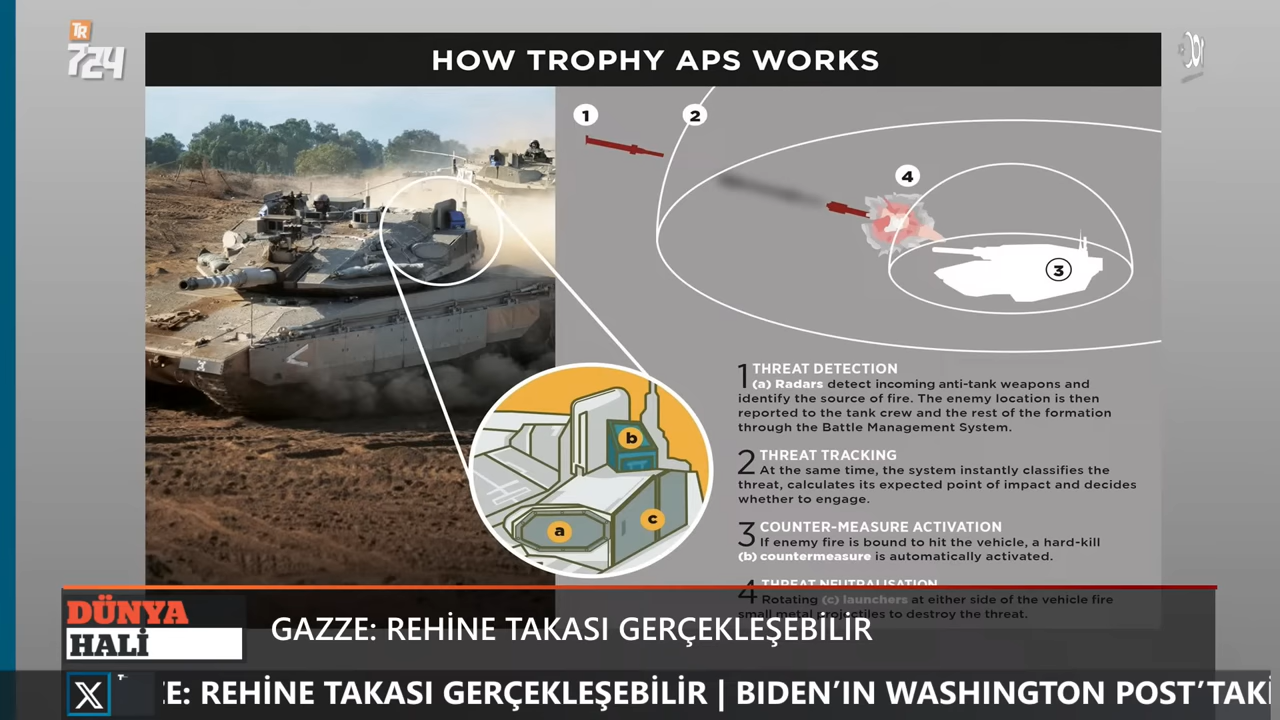 TR
724
HOW TROPHY APS WORKS
1
2
4
3
b
a
c
1 THREAT DETECTION
(a) Radars detect incoming anti-tank weapons and
identify the source of fire. The enemy location is then
reported to the tank crew and the rest of the formation
through the Battle Management System.
2 THREAT TRACKING
At the same time, the system instantly classifies the
threat, calculates its expected point of impact and decides
whether to engage.
3 COUNTER-MEASURE ACTIVATION
If enemy fire is bound to hit the vehicle, a hard-kill
(b) countermeasure is automatically activated.
4 THREAT NEUTRALISATION
Rotating (c) launchers at either side of the vehicle fire
small metal projectiles to destroy the threat.
DÜNYA
HALİ
GAZZE: REHİNE TAKASI GERÇEKLEŞEBİLİR
X
ZE: REHİNE TAKASI GERÇEKLEŞEBİLİR | BIDEN’IN WASHINGTON POST’TAKİ